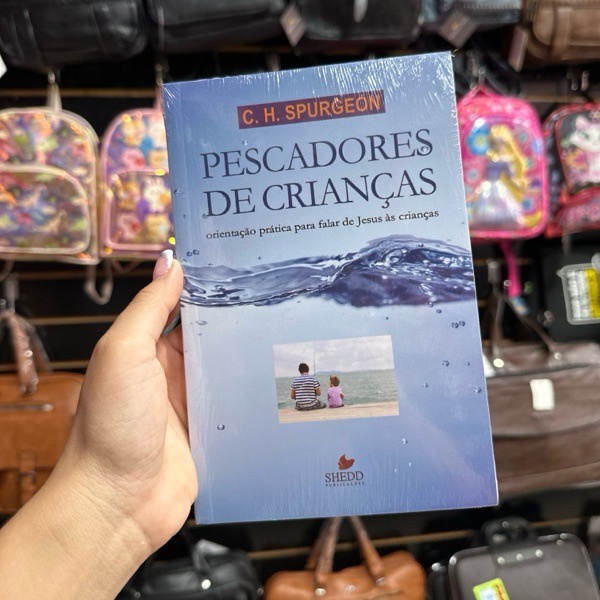 C. H. SPURGEON
PESCADORES
DE CRIANÇAS
orientação prática para falar de Jesus às crianças
SHEDD
PUBLICAÇÕES